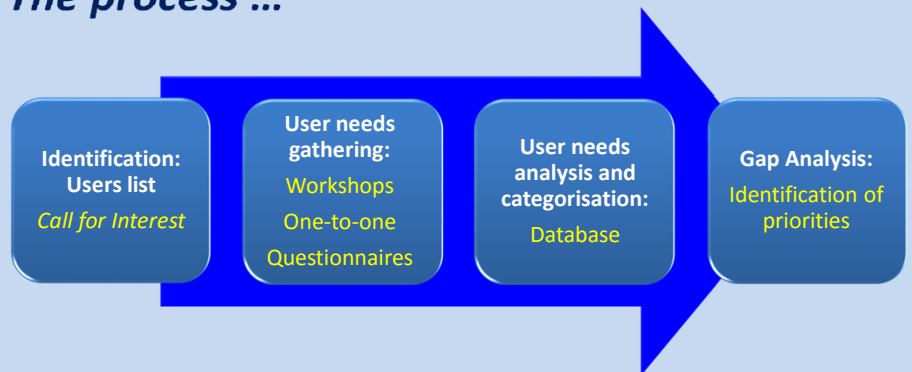 The process ...
Identification:
Users list
Call for Interest
User needs
gathering:
Workshops
One-to-one
Questionnaires
User needs
analysis and
categorisation:
Database
Gap Analysis:
Identification of
priorities